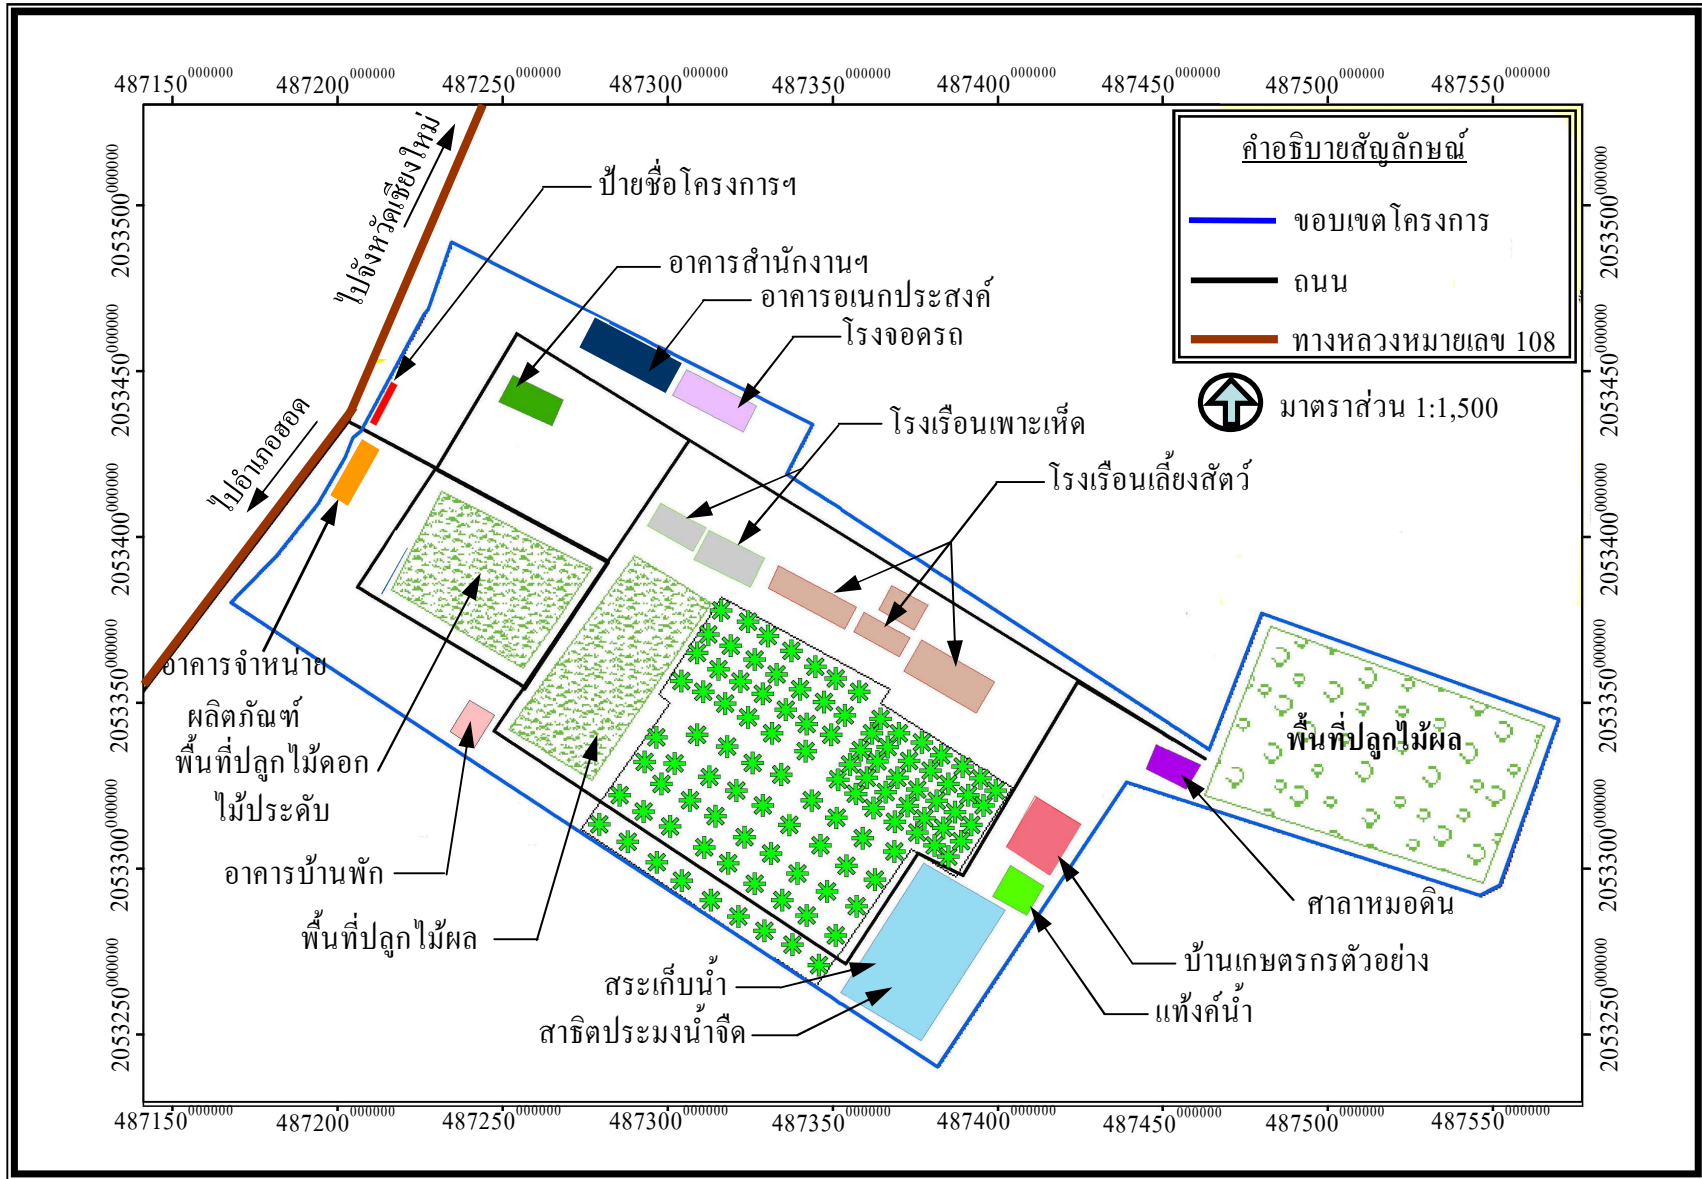 487150000000 487200000000 487250000000 487300000000 487350000000 487400000000 487450000000 487500000000 487550000000
คำอธิบายสัญลักษณ์
ขอบเขตโครงการ
ถนน
ทางหลวงหมายเลข 108
มาตราส่วน 1:1,500
ไปจังหวัดเชียงใหม่
ไปอำเภอฮอด
ป้ายชื่อโครงการฯ
อาคารสำนักงานฯ
อาคารอเนกประสงค์
โรงจอดรถ
โรงเรือนเพาะเห็ด
โรงเรือนเลี้ยงสัตว์
อาคารจำหน่าย
ผลิตภัณฑ์
พื้นที่ปลูกไม้ดอก
ไม้ประดับ
อาคารบ้านพัก
พื้นที่ปลูกไม้ผล
พื้นที่ปลูกไม้ผล
ศาลาหมอดิน
บ้านเกษตรกรตัวอย่าง
แท้งค์น้ำ
สระเก็บน้ำ
สาธิตประมงน้ำจืด
2053500000000
2053450000000
2053400000000
2053350000000
2053300000000
2053250000000
2053500000000
2053450000000
2053400000000
2053350000000
2053300000000
2053250000000
487150000000 487200000000 487250000000 487300000000 487350000000 487400000000 487450000000 487500000000 487550000000